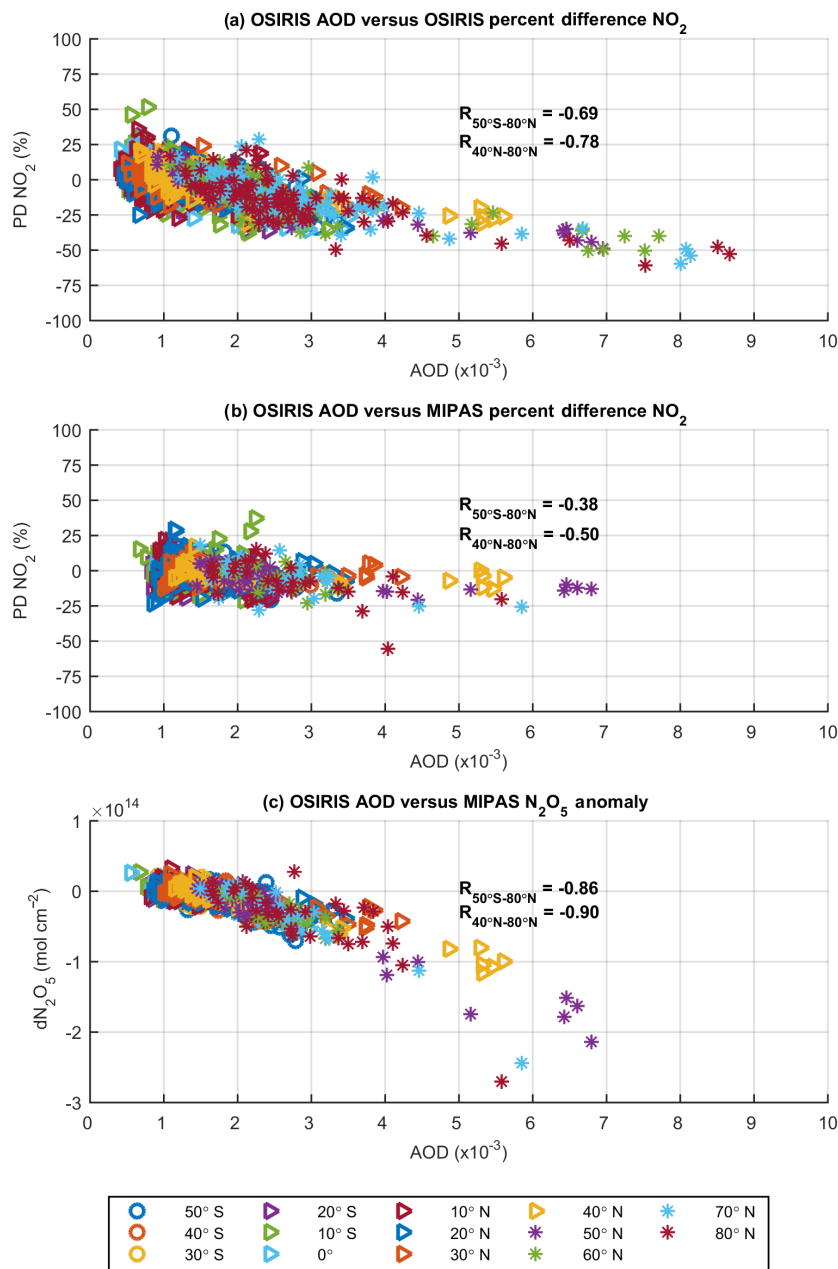 (a) OSIRIS AOD versus OSIRIS percent difference NO2
100
75
50
25
0
-25
-50
-75
-100
PD NO2 (%)
R50°S-80°N = -0.69
R40°N-80°N = -0.78
0 1 2 3 4 5 6 7 8 9 10
AOD (x10-3)
(b) OSIRIS AOD versus MIPAS percent difference NO2
100
75
50
25
0
-25
-50
-75
-100
PD NO2 (%)
R50°S-80°N = -0.38
R40°N-80°N = -0.50
0 1 2 3 4 5 6 7 8 9 10
AOD (x10-3)
(c) OSIRIS AOD versus MIPAS N2O5 anomaly
×1014
1
0
-1
-2
-3
dN2O5 (mol cm-2)
R50°S-80°N = -0.86
R40°N-80°N = -0.90
0 1 2 3 4 5 6 7 8 9 10
AOD (x10-3)
50° S 20° S 10° N 40° N 70° N
40° S 10° S 20° N 50° N 80° N
30° S 0° 30° N 60° N